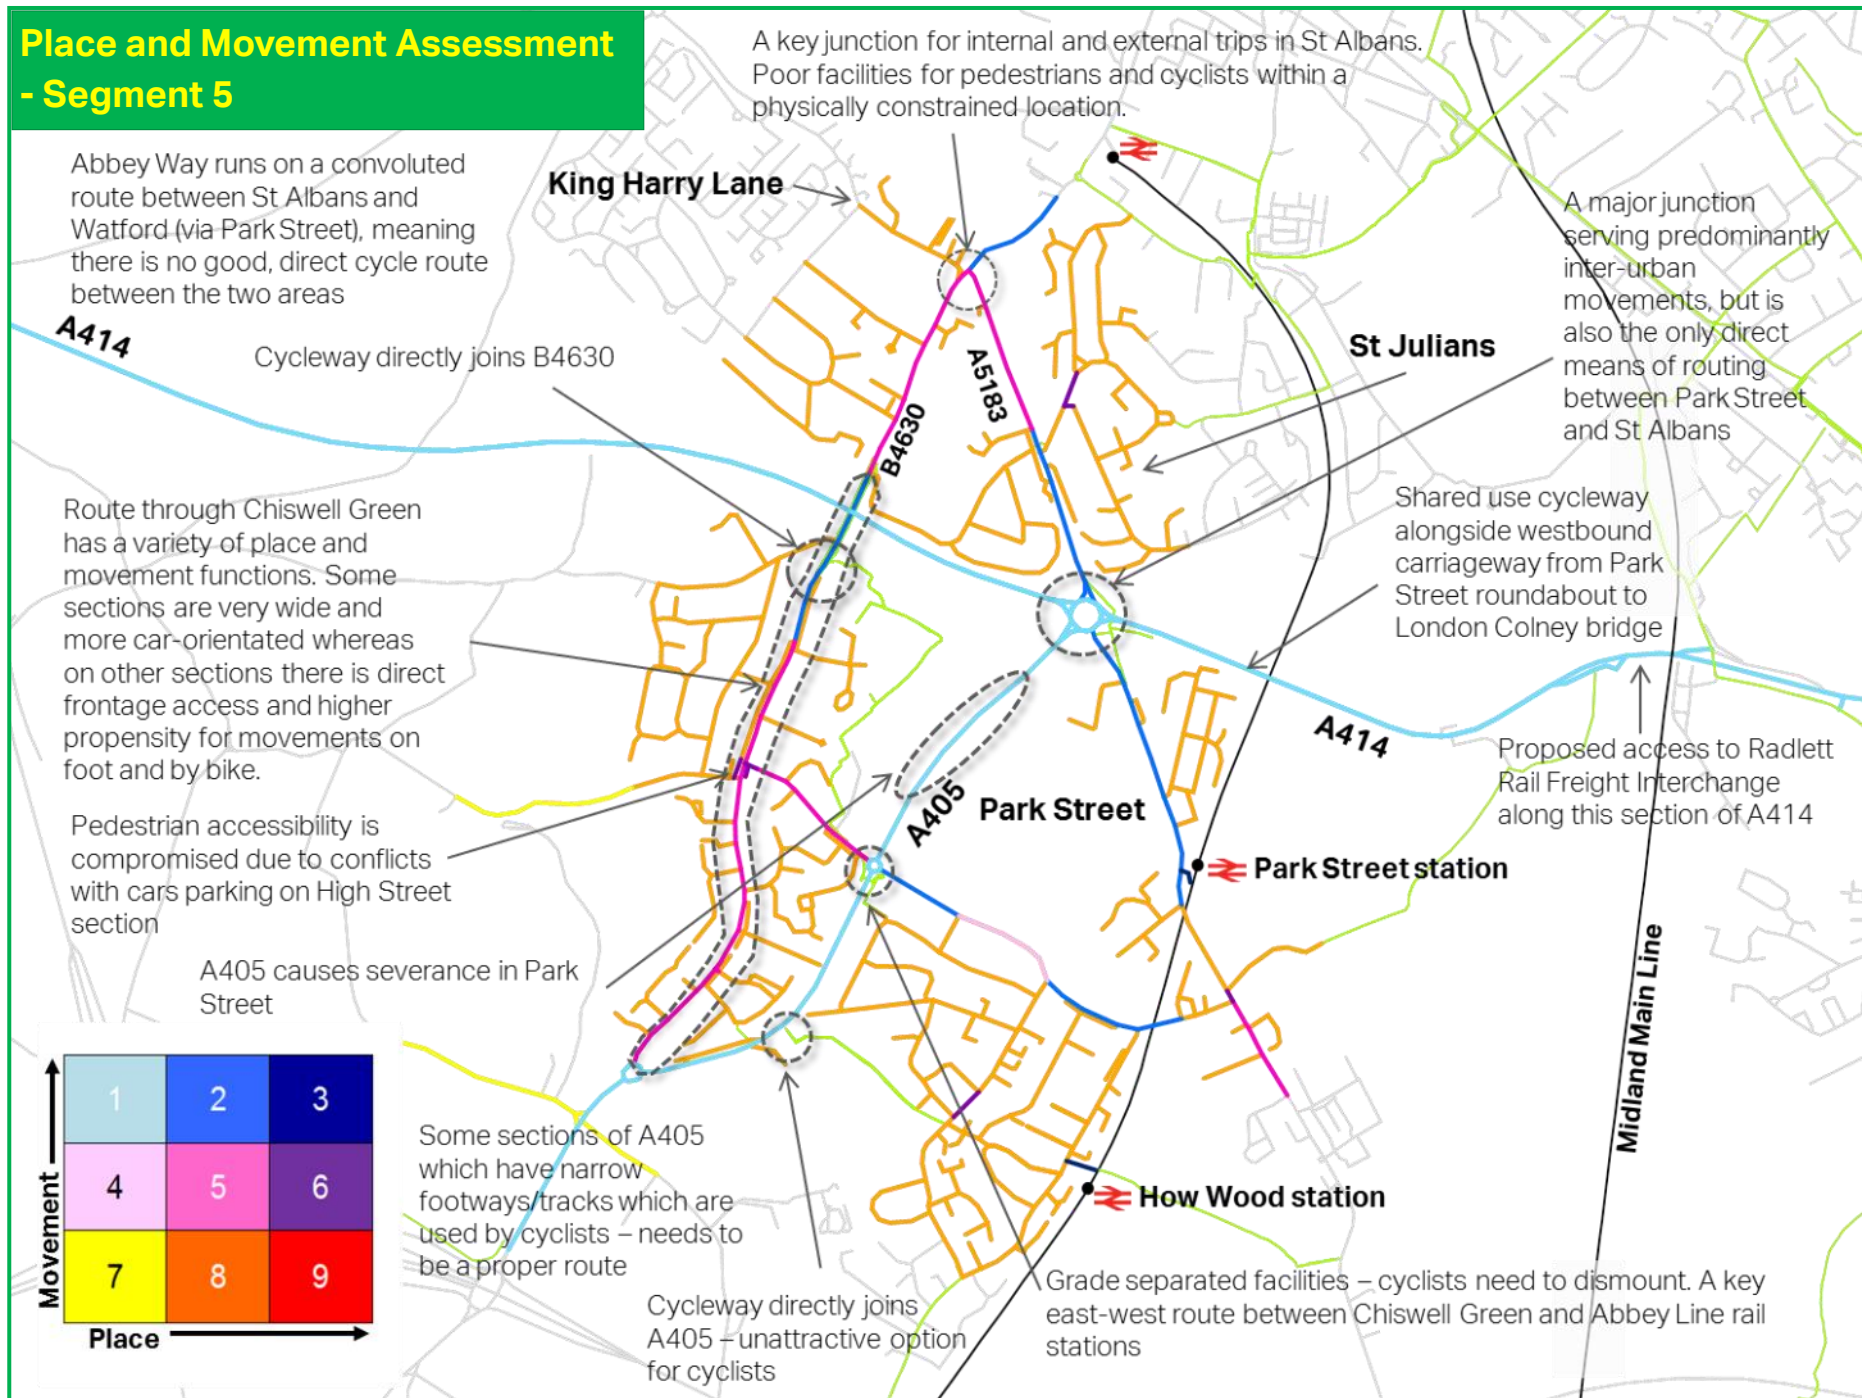 Place and Movement Assessment
- Segment 5
A key junction for internal and external trips in St Albans.
Poor facilities for pedestrians and cyclists within a
physically constrained location.
Abbey Way runs on a convoluted
route between St Albans and
Watford (via Park Street), meaning
there is no good, direct cycle route
between the two areas
King Harry Lane
A major junction
serving predominantly
inter-urban
movements, but is
also the only direct
means of routing
between Park Street
and St Albans
A414
Cycleway directly joins B4630
A5183
St Julians
B4630
Route through Chiswell Green
has a variety of place and
movement functions. Some
sections are very wide and
more car-orientated whereas
on other sections there is direct
frontage access and higher
propensity for movements on
foot and by bike.
Shared use cycleway
alongside westbound
carriageway from Park
Street roundabout to
London Colney bridge
A414
Proposed access to Radlett
Rail Freight Interchange
along this section of A414
A405
Park Street
Pedestrian accessibility is
compromised due to conflicts
with cars parking on High Street
section
Park Street station
A405 causes severance in Park
Street
Midland Main Line
Movement
1 2 3
4 5 6
7 8 9
Place
Some sections of A405
which have narrow
footways/tracks which are
used by cyclists – needs to
be a proper route
How Wood station
Cycleway directly joins
A405 – unattractive option
for cyclists
Grade separated facilities – cyclists need to dismount. A key
east-west route between Chiswell Green and Abbey Line rail
stations